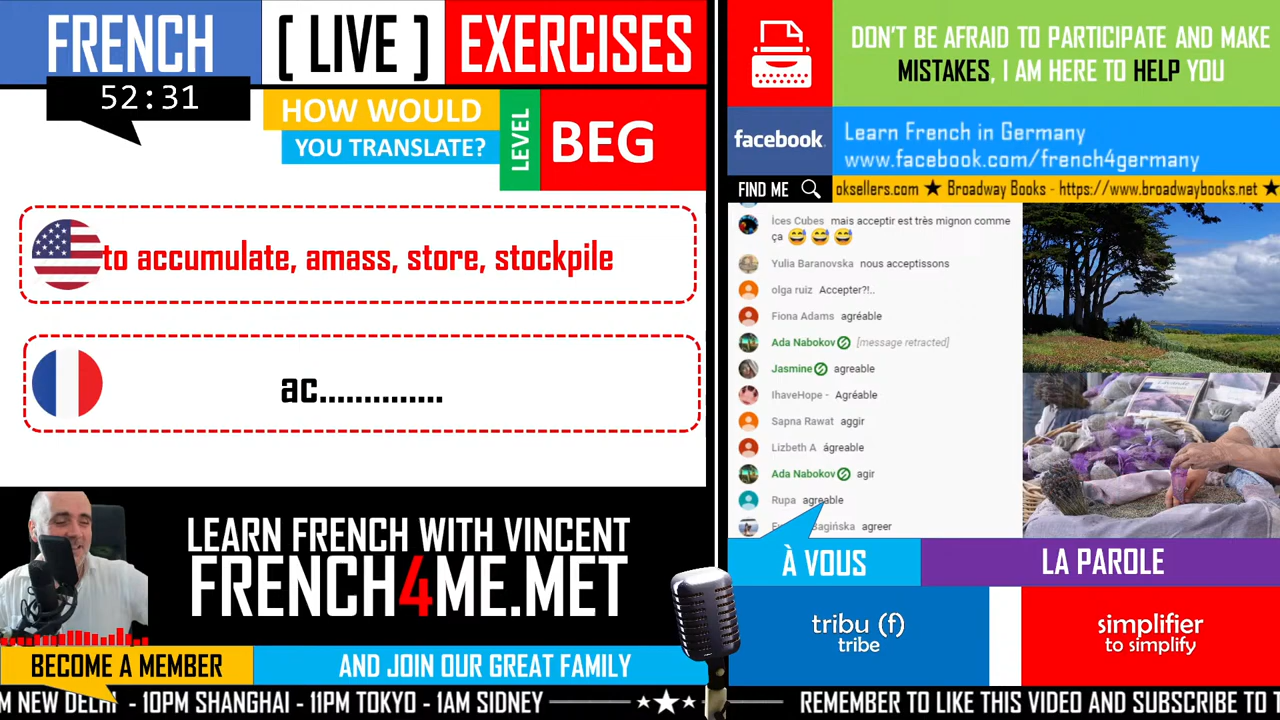 FRENCH
[ LIVE ]
EXERCISES
52:31
HOW WOULD
YOU TRANSLATE?
LEVEL
BEG
to accumulate, amass, store, stockpile
ac..............
LEARN FRENCH WITH VINCENT
FRENCH4ME.MET
BECOME A MEMBER
AND JOIN OUR GREAT FAMILY
DON'T BE AFRAID TO PARTICIPATE AND MAKE
MISTAKES, I AM HERE TO HELP YOU
facebook.
Learn French in Germany
www.facebook.com/french4germany
FIND ME
oksellers.com ★ Broadway Books - https://www.broadwaybooks.net ★
İces Cubes mais acceptir est très mignon comme
ça 😅 😅 😅
Yulia Baranovska nous acceptissons
olga ruiz Accepter?!..
Fiona Adams agréable
Ada Nabokov [message retracted]
Jasmine agreable
IhaveHope - Agréable
Sapna Rawat aggir
Lizbeth A ágreable
Ada Nabokov agir
Rupa agreable
Bagińska agreer
À VOUS
LA PAROLE
tribu (f)
tribe
simplifier
to simplify
M NEW DELHI - 10PM SHANGHAI - 11PM TOKYO - 1AM SIDNEY
REMEMBER TO LIKE THIS VIDEO AND SUBSCRIBE TO T